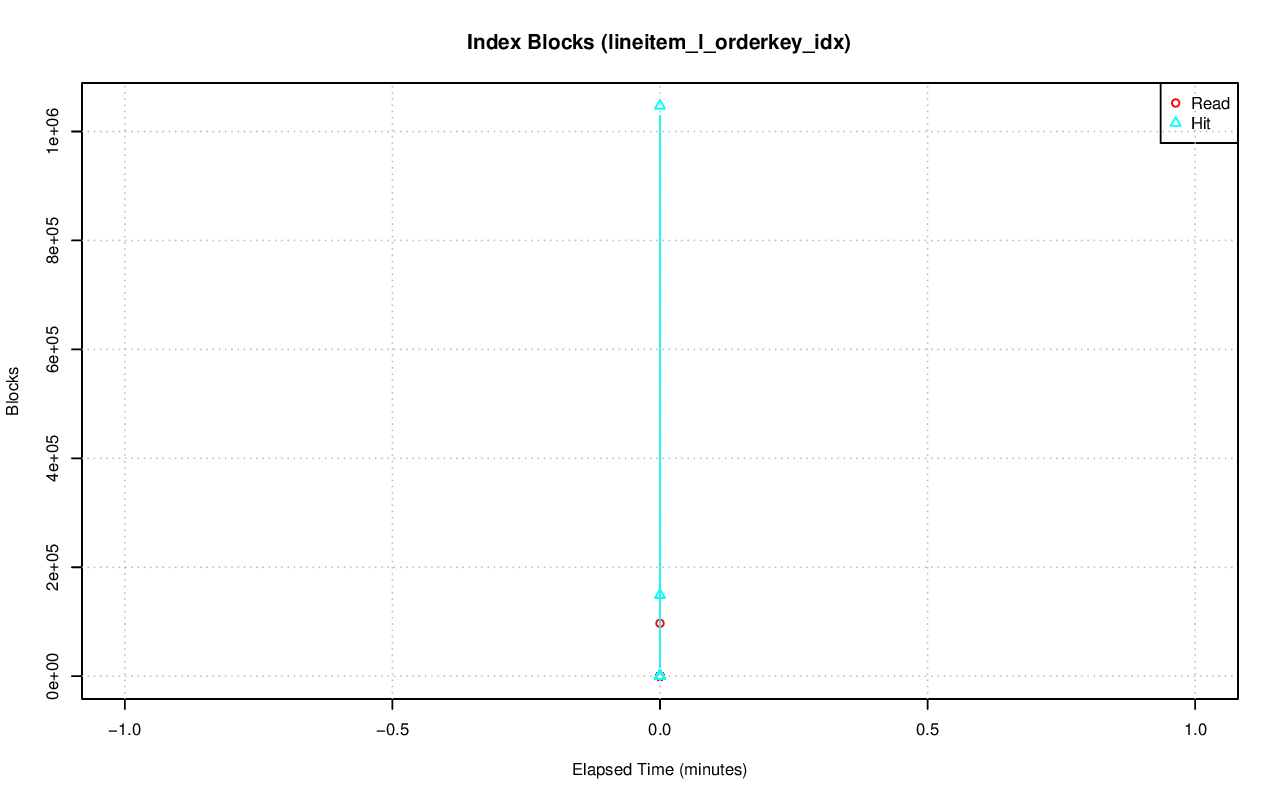 Index Blocks (lineitem_l_orderkey_idx)
Read
Hit
1e+06
8e+05
6e+05
4e+05
2e+05
0e+00
Blocks
−1.0
−0.5
0.0
0.5
1.0
Elapsed Time (minutes)